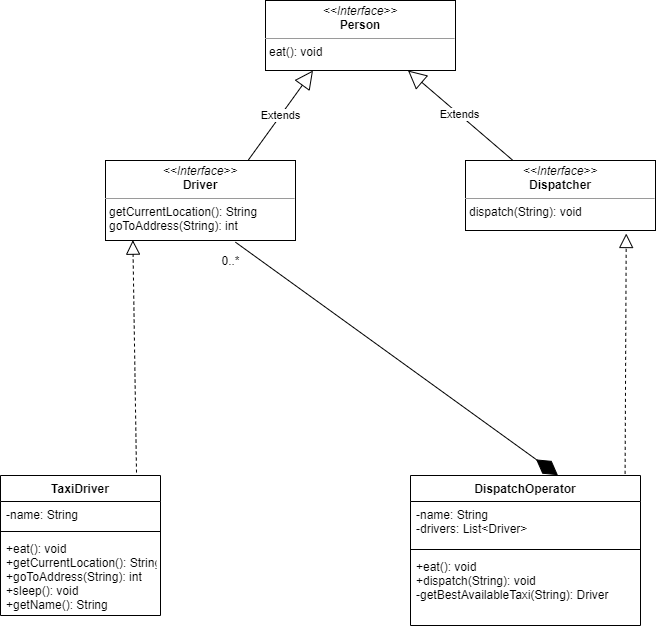 <<Interface>>
Person
eat(): void
Extends
Extends
<<Interface>>
Driver
getCurrentLocation(): String
goToAddress(String): int
<<Interface>>
Dispatcher
dispatch(String): void
0..*
TaxiDriver
-name: String
+eat(): void
+getCurrentLocation(): String
+goToAddress(String): int
+sleep(): void
+getName(): String
DispatchOperator
-name: String
-drivers: List<Driver>
+eat(): void
+dispatch(String): void
-getBestAvailableTaxi(String): Driver